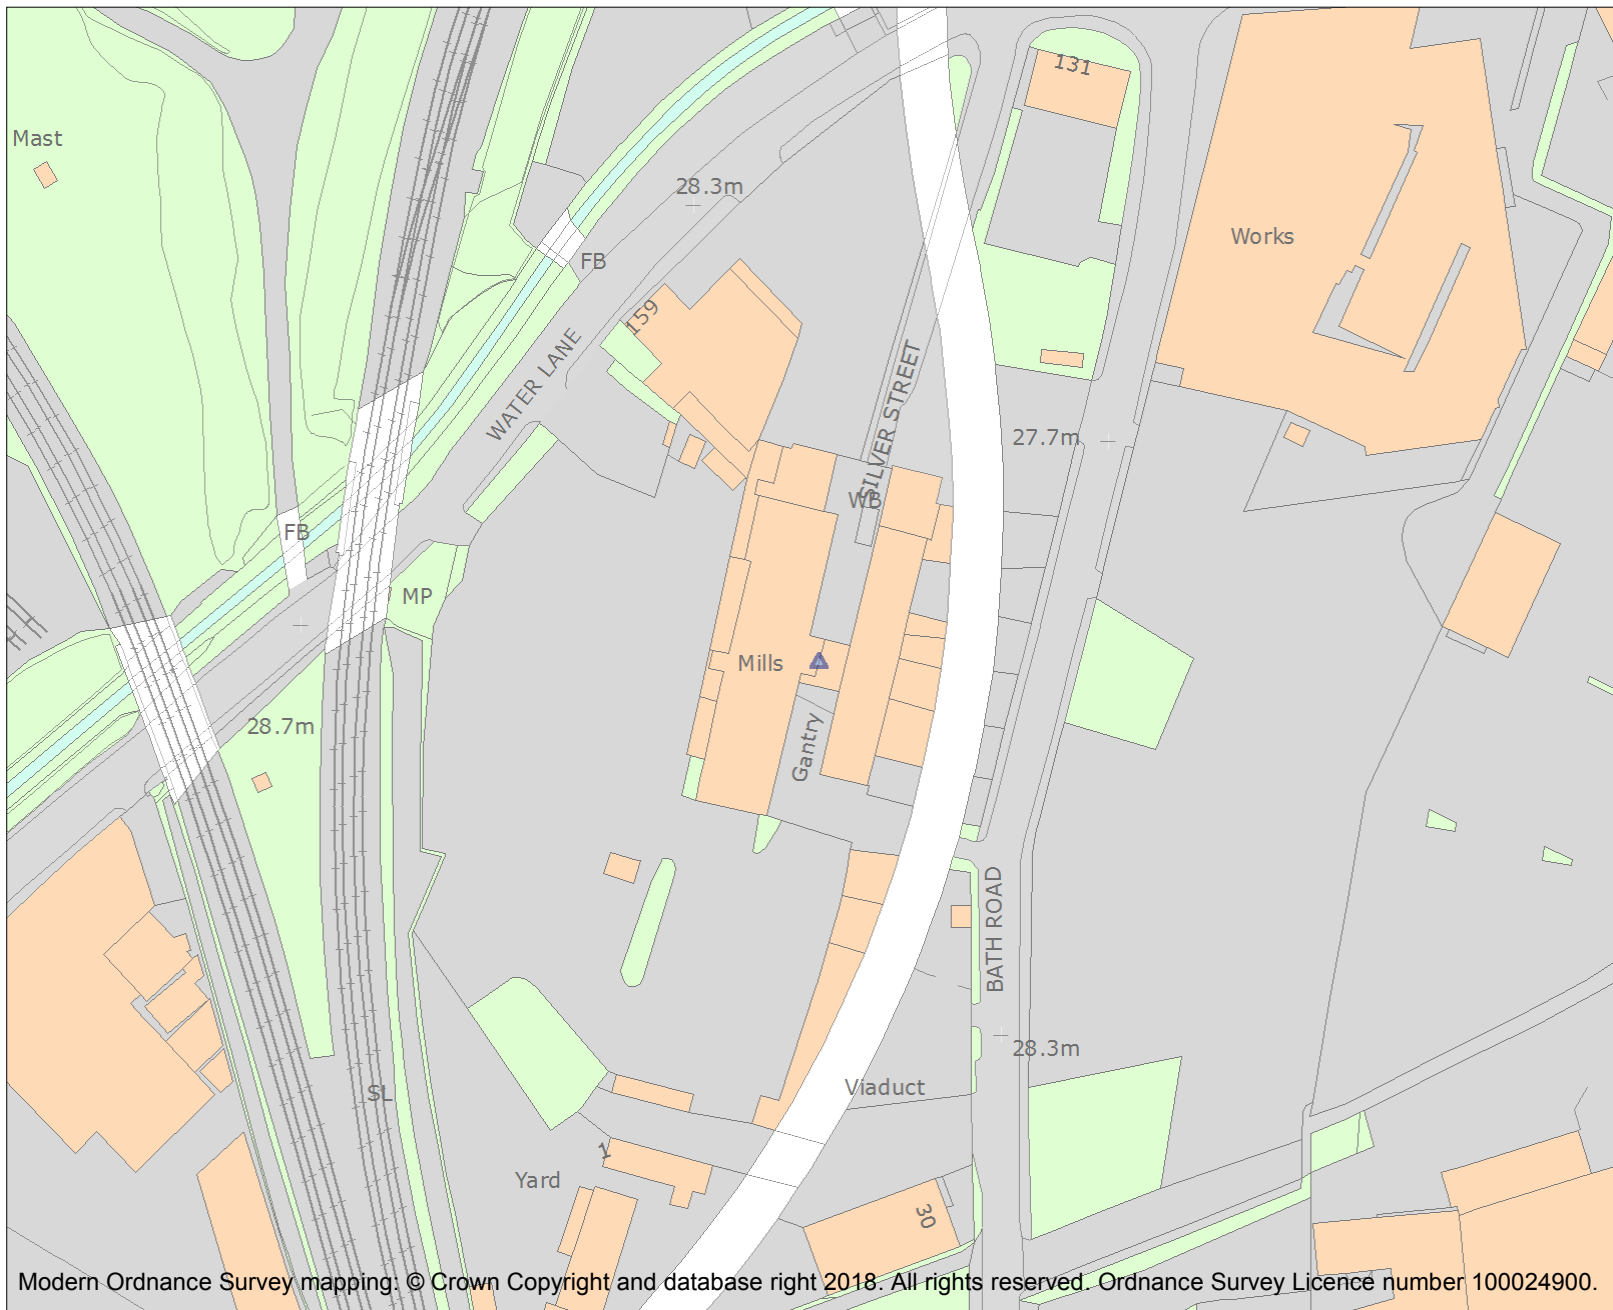 131
Mast
28.3m
Works
FB
159
WATER LANE
SILVER STREET
27.7m
WB
FB
MP
Mills
28.7m
Gantry
BATH ROAD
28.3m
Viaduct
SL
1
Yard
30
Modern Ordnance Survey mapping: © Crown Copyright and database right 2018. All rights reserved. Ordnance Survey Licence number 100024900.